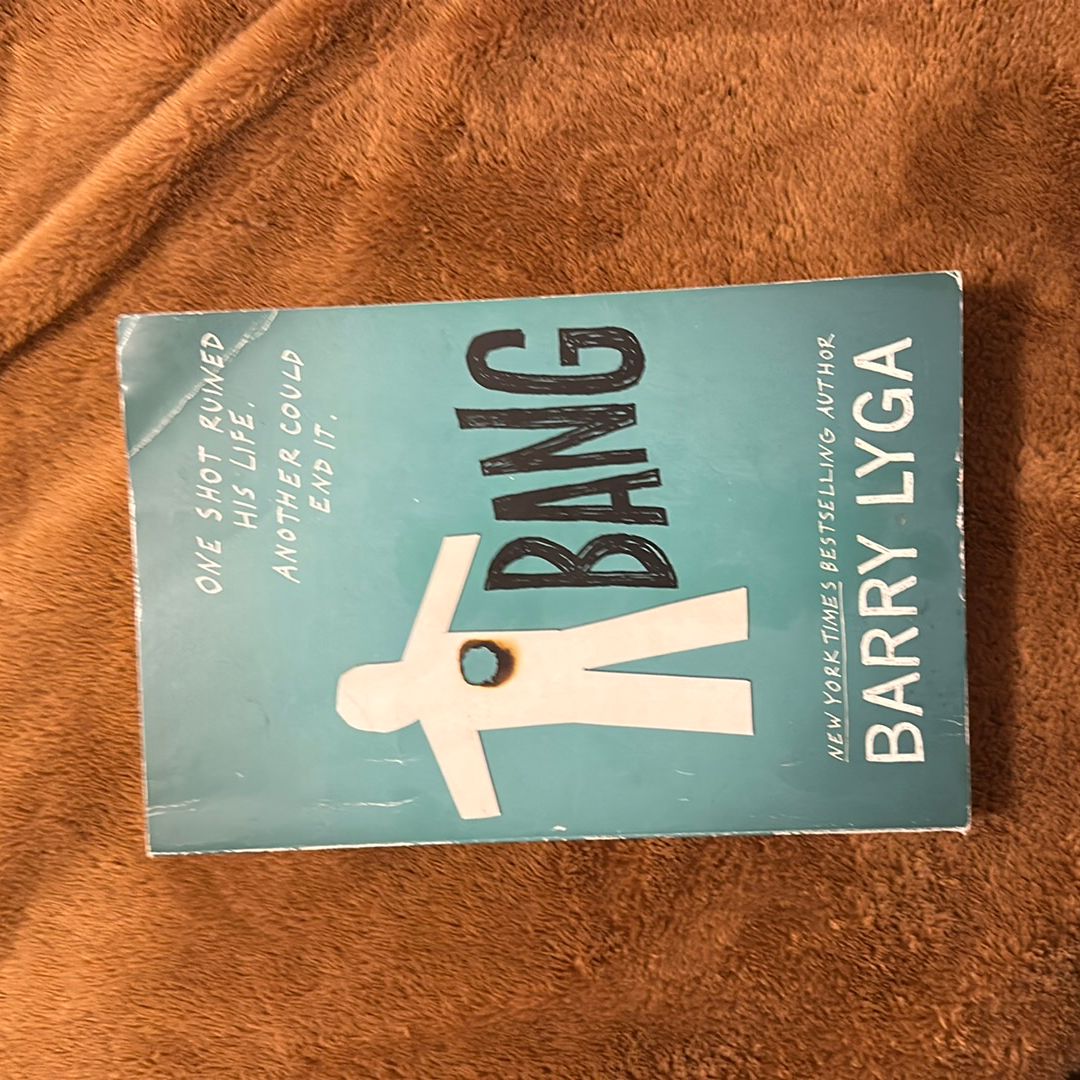 ONE SHOT RUINED
HIS LIFE.
ANOTHER COULD
END IT.
BANG
NEW YORK TIMES BESTSELLING AUTHOR
BARRY LYGA